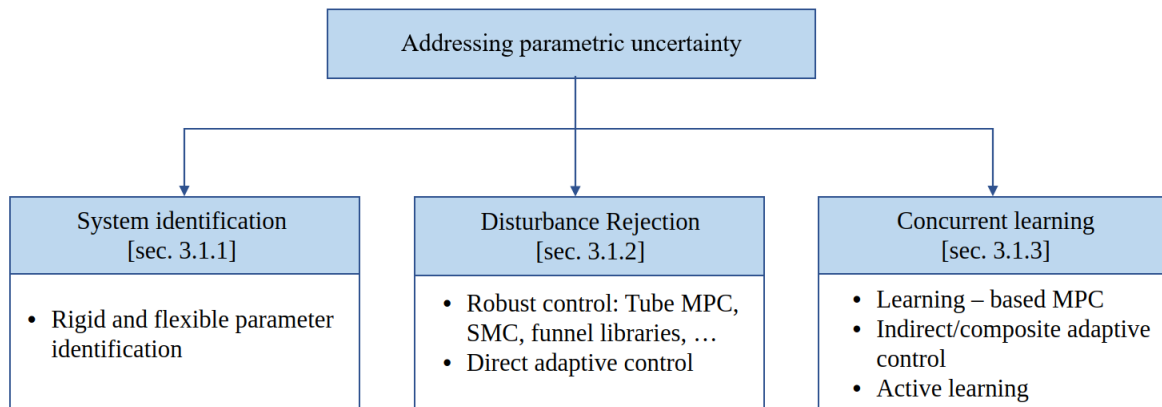 Addressing parametric uncertainty
System identification
[sec. 3.1.1]
• Rigid and flexible parameter
identification
Disturbance Rejection
[sec. 3.1.2]
• Robust control: Tube MPC,
SMC, funnel libraries, …
• Direct adaptive control
Concurrent learning
[sec. 3.1.3]
• Learning – based MPC
• Indirect/composite adaptive
control
• Active learning